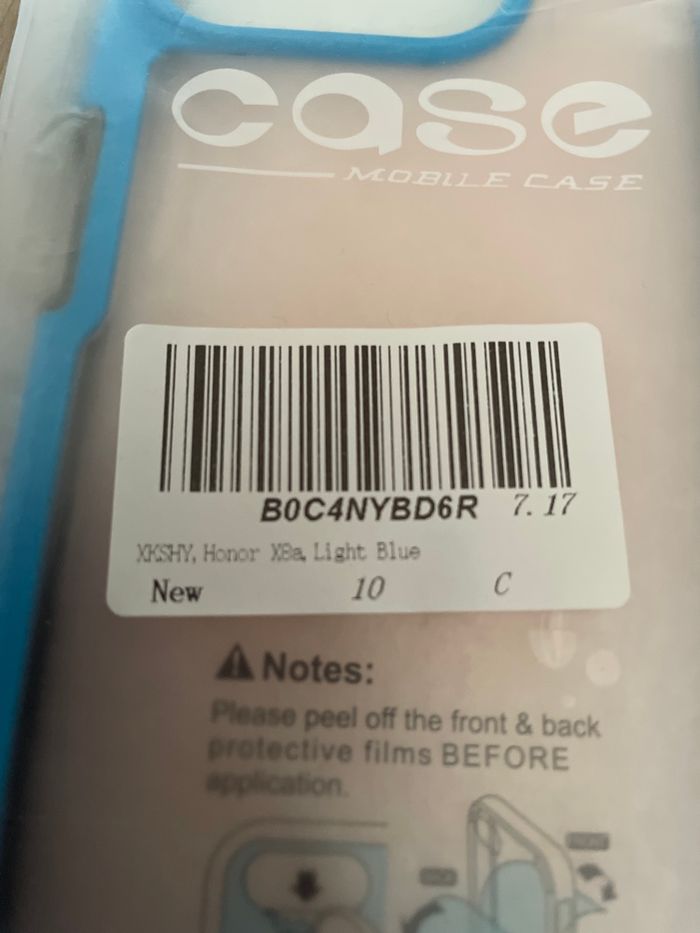 case
MOBILE CASE
B0C4NYBD6R 7.17
XKSHY, Honor X8a, Light Blue
New 10 C
Notes:
Please peel off the front & back
protective films BEFORE
application.
FRONT